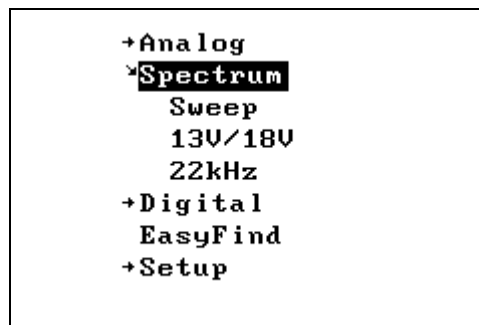 →Analog
↘Spectrum
Sweep
13V/18V
22kHz
→Digital
EasyFind
→Setup